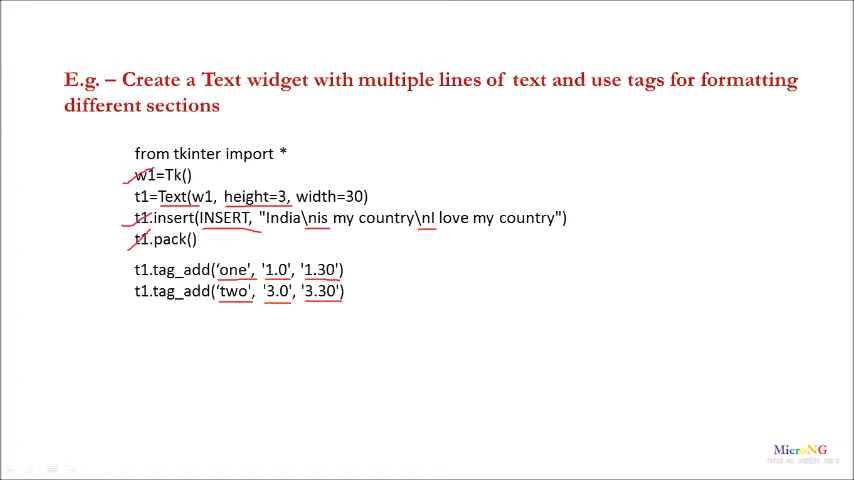 E.g. – Create a Text widget with multiple lines of text and use tags for formatting
different sections
from tkinter import *
w1=Tk()
t1=Text(w1, height=3, width=30)
t1.insert(INSERT, "India\nis my country\nI love my country")
t1.pack()
t1.tag_add(‘one', '1.0', '1.30')
t1.tag_add(‘two', '3.0', '3.30')
MicroNG